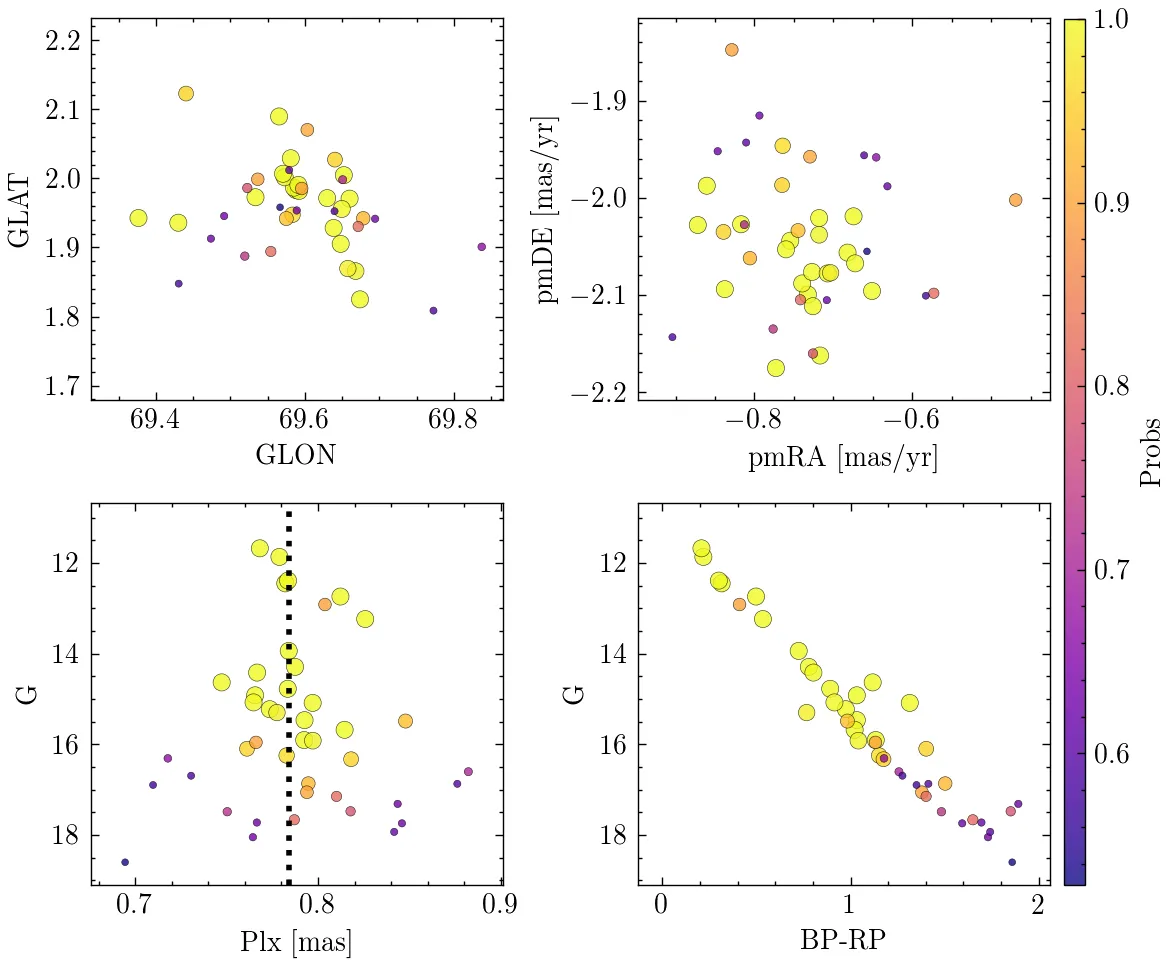 2.2
2.1
2.0
1.9
1.8
1.7
GLAT
69.4 69.6 69.8
GLON
−1.9
−2.0
−2.1
−2.2
pmDE [mas/yr]
−0.8 −0.6
pmRA [mas/yr]
12
14
16
18
G
0.7 0.8 0.9
Plx [mas]
12
14
16
18
G
0 1 2
BP-RP
1.0
0.9
0.8
0.7
0.6
Probs